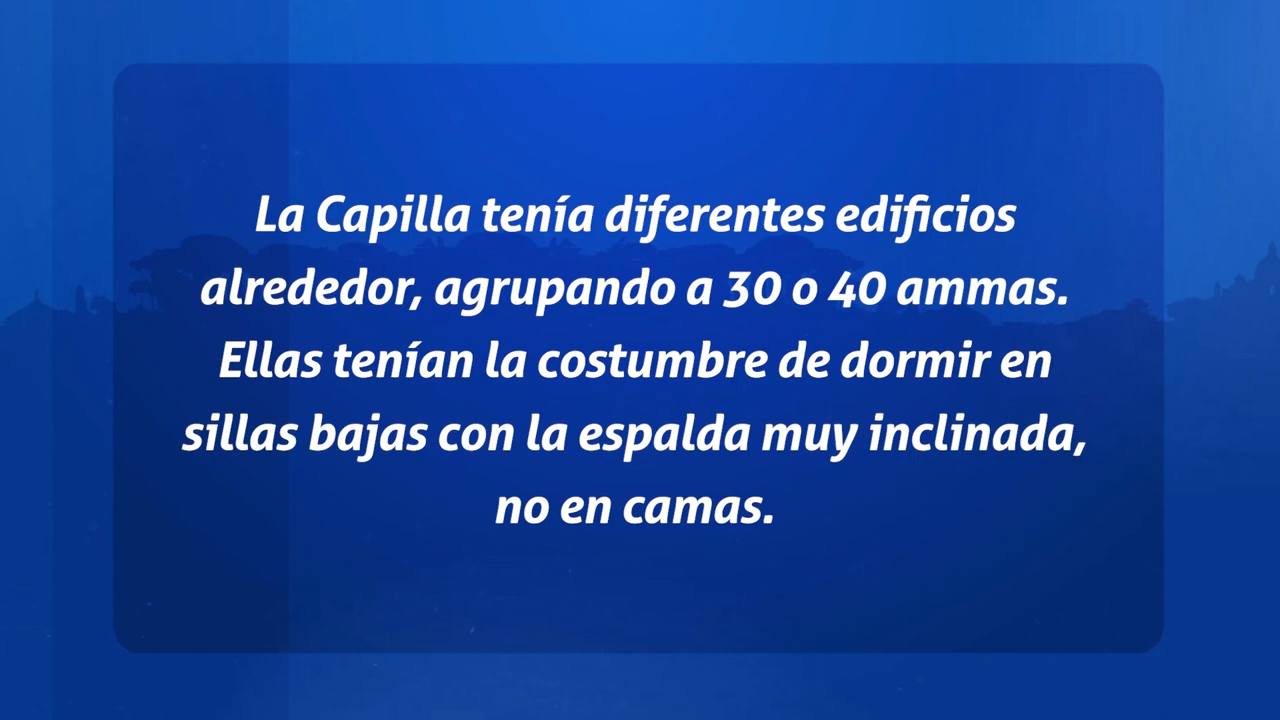 La Capilla tenía diferentes edificios
alrededor, agrupando a 30 o 40 ammas.
Ellas tenían la costumbre de dormir en
sillas bajas con la espalda muy inclinada,
no en camas.